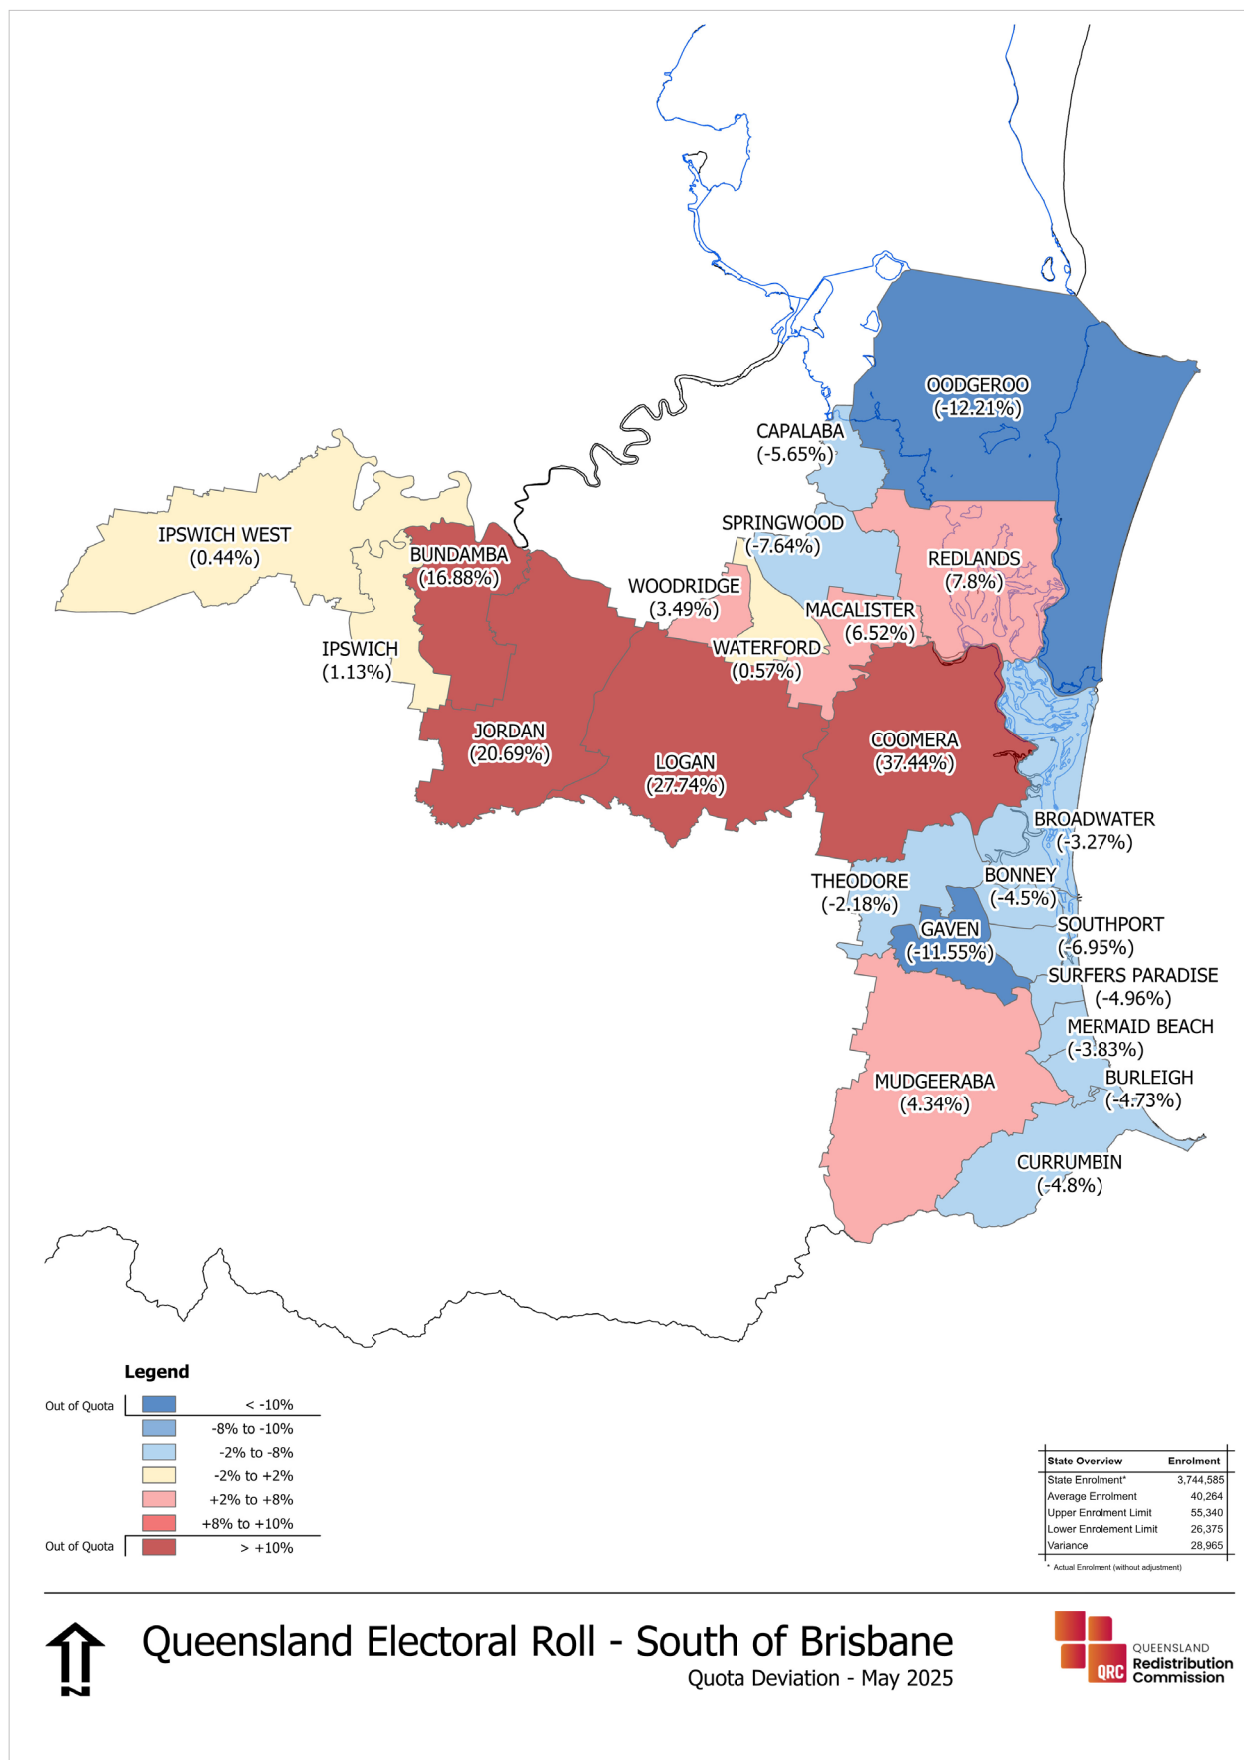 OODGEROO
(-12.21%)
CAPALABA
(-5.65%)
SPRINGWOOD
(-7.64%)
IPSWICH WEST
(0.44%)
BUNDAMBA
(16.88%)
REDLANDS
(7.8%)
WOODRIDGE
(3.49%)
MACALISTER
(6.52%)
IPSWICH
(1.13%)
WATERFORD
(0.57%)
JORDAN
(20.69%)
LOGAN
(27.74%)
COOMERA
(37.44%)
BROADWATER
(-3.27%)
THEODORE
(-2.18%)
BONNEY
(-4.5%)
GAVEN
(-11.55%)
SOUTHPORT
(-6.95%)
SURFERS PARADISE
(-4.96%)
MERMAID BEACH
(-3.83%)
MUDGEERABA
(4.34%)
BURLEIGH
(-4.73%)
CURRUMBIN
(-4.8%)
Legend
Out of Quota < -10%
-8% to -10%
-2% to -8%
-2% to +2%
+2% to +8%
+8% to +10%
Out of Quota > +10%
State Overview Enrolment
State Enrolment* 3,744,585
Average Enrolment 40,264
Upper Enrolment Limit 55,340
Lower Enrolement Limit 26,375
Variance 28,965
* Actual Enrolment (without adjustment)
N
Queensland Electoral Roll - South of Brisbane
Quota Deviation - May 2025
QRC
QUEENSLAND
Redistribution
Commission